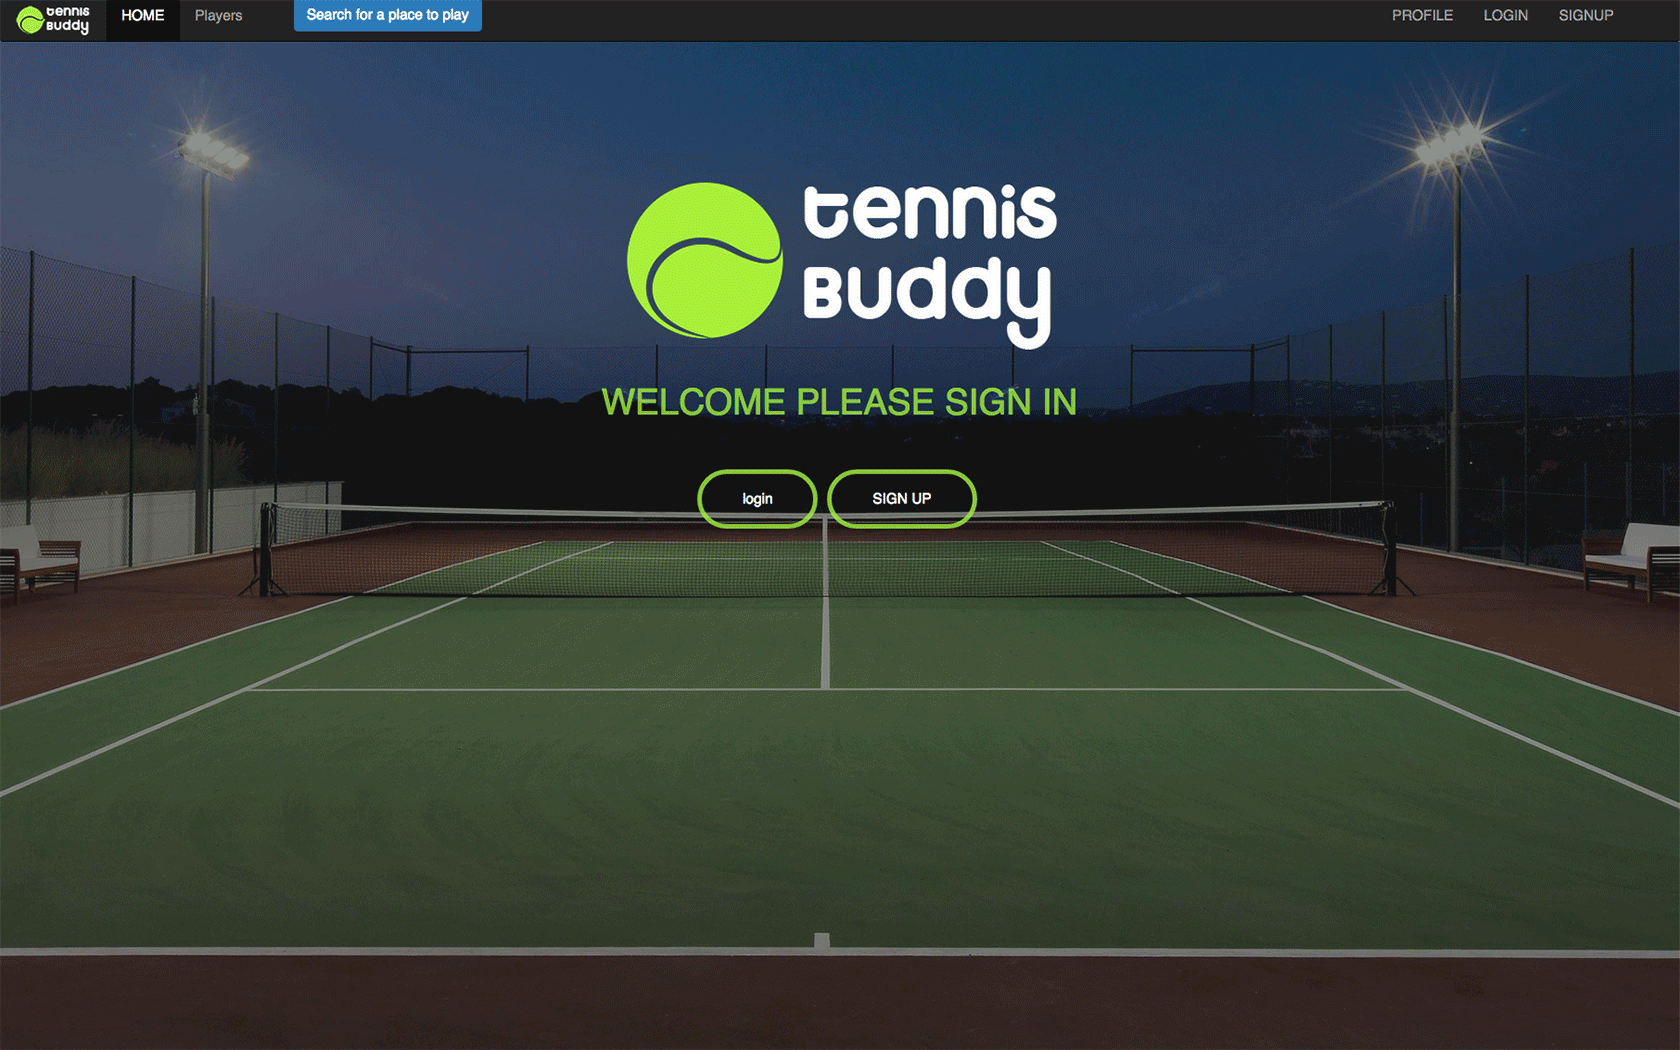 tennis
Buddy
HOME
Players
Search for a place to play
PROFILE
LOGIN
SIGNUP
tennis
Buddy
WELCOME PLEASE SIGN IN
login
SIGN UP